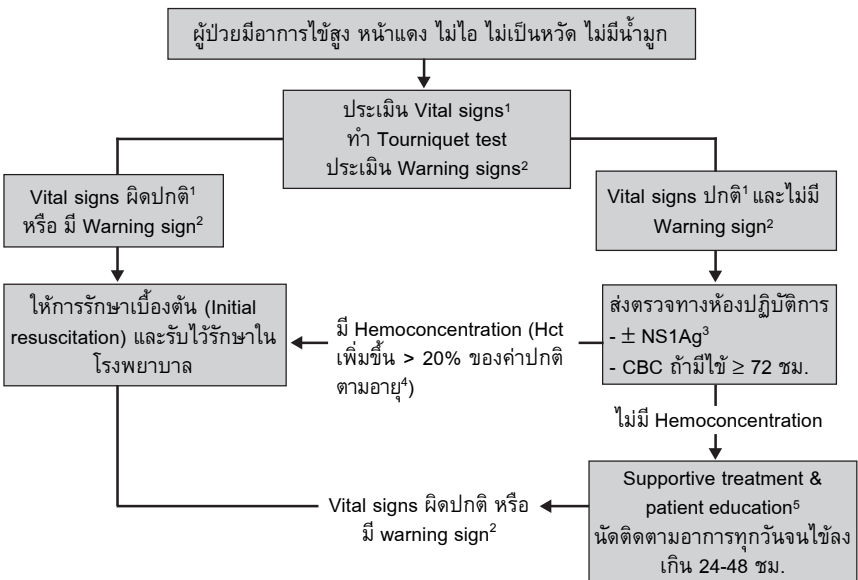 ผู้ป่วยมีอาการไข้สูง หน้าแดง ไม่ไอ ไม่เป็นหวัด ไม่มีน้ำมูก
ประเมิน Vital signs¹
ทำ Tourniquet test
ประเมิน Warning signs²
Vital signs ผิดปกติ¹
หรือ มี Warning sign²
Vital signs ปกติ¹ และไม่มี
Warning sign²
ให้การรักษาเบื้องต้น (Initial
resuscitation) และรับไว้รักษาใน
โรงพยาบาล
มี Hemoconcentration (Hct
เพิ่มขึ้น > 20% ของค่าปกติ
ตามอายุ⁴)
ส่งตรวจทางห้องปฏิบัติการ
- ± NS1Ag³
- CBC ถ้ามีไข้ ≥ 72 ชม.
ไม่มี Hemoconcentration
Supportive treatment &
patient education⁵
นัดติดตามอาการทุกวันจนไข้ลง
เกิน 24-48 ชม.
Vital signs ผิดปกติ หรือ
มี warning sign²